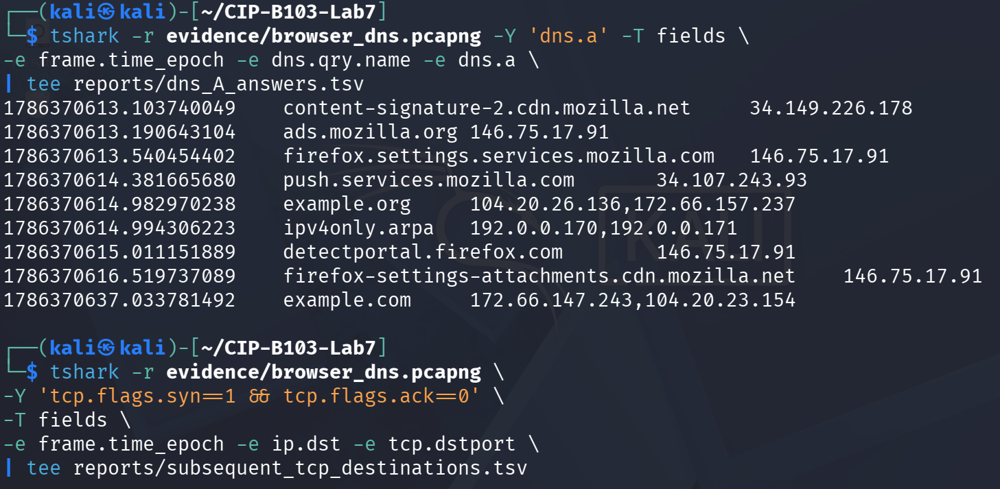 ┌──(kali㉿kali)-[~/CIP-B103-Lab7]
└─$ tshark -r evidence/browser_dns.pcapng -Y 'dns.a' -T fields \
-e frame.time_epoch -e dns.qry.name -e dns.a \
| tee reports/dns_A_answers.tsv
1786370613.103740049	content-signature-2.cdn.mozilla.net	34.149.226.178
1786370613.190643104	ads.mozilla.org	146.75.17.91
1786370613.540454402	firefox.settings.services.mozilla.com	146.75.17.91
1786370614.381665680	push.services.mozilla.com	34.107.243.93
1786370614.982970238	example.org	104.20.26.136,172.66.157.237
1786370614.994306223	ipv4only.arpa	192.0.0.170,192.0.0.171
1786370615.011151889	detectportal.firefox.com	146.75.17.91
1786370616.519737089	firefox-settings-attachments.cdn.mozilla.net	146.75.17.91
1786370637.033781492	example.com	172.66.147.243,104.20.23.154
┌──(kali㉿kali)-[~/CIP-B103-Lab7]
└─$ tshark -r evidence/browser_dns.pcapng \
-Y 'tcp.flags.syn==1 && tcp.flags.ack==0' \
-T fields \
-e frame.time_epoch -e ip.dst -e tcp.dstport \
| tee reports/subsequent_tcp_destinations.tsv
KALI